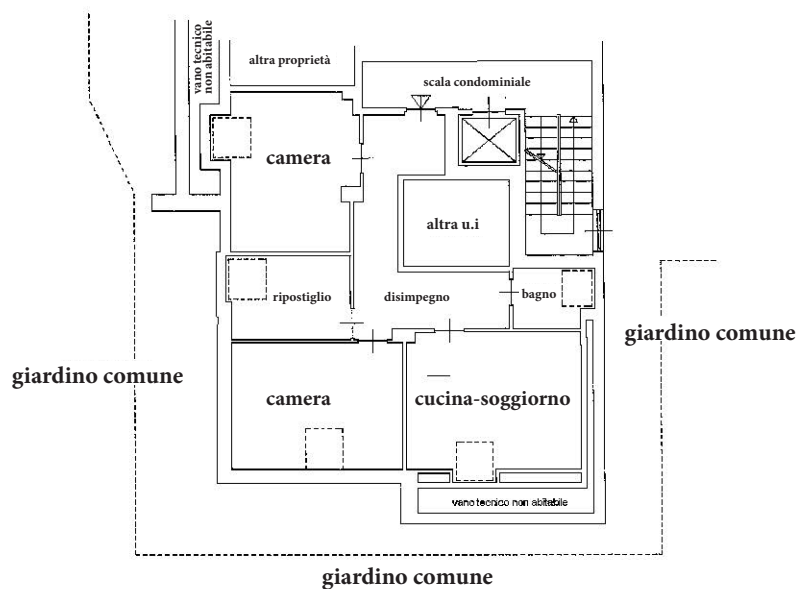 vano tecnico
non abitabile
altra proprietà
scala condominiale
camera
altra u.i
ripostiglio
disimpegno
bagno
giardino comune
giardino comune
camera
cucina-soggiorno
vano tecnico non abitabile
giardino comune